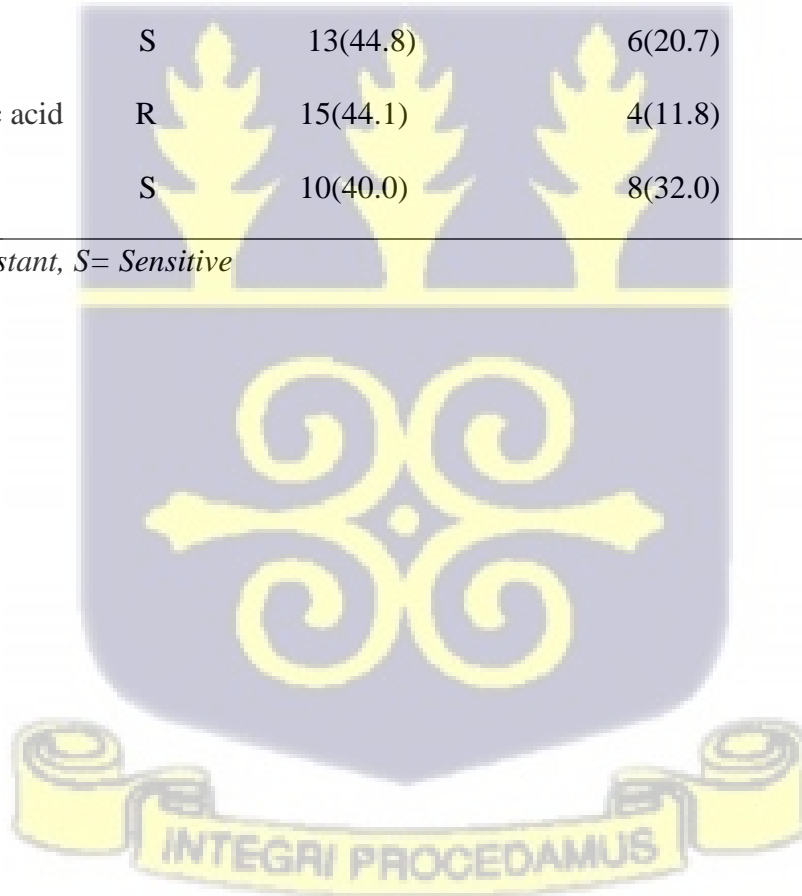 S 13(44.8) 6(20.7)
acid R 15(44.1) 4(11.8)
S 10(40.0) 8(32.0)
stant, S= Sensitive
INTEGRI PROCEDAMUS